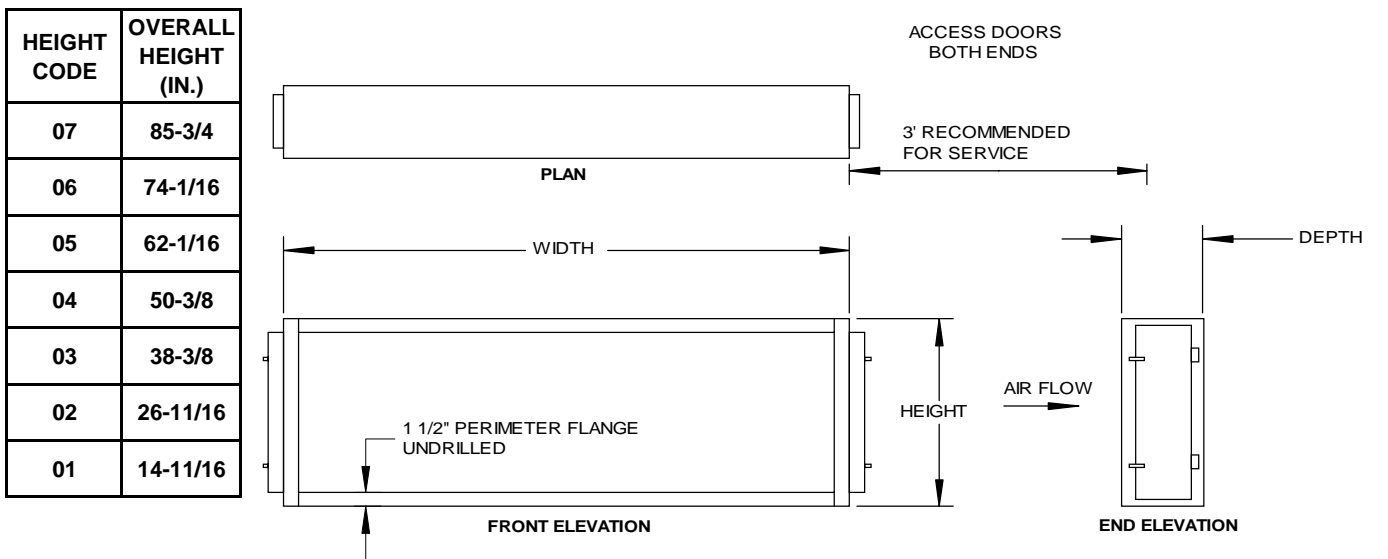 HEIGHT CODE OVERALL HEIGHT (IN.)
07 85-3/4
06 74-1/16
05 62-1/16
04 50-3/8
03 38-3/8
02 26-11/16
01 14-11/16
ACCESS DOORS
BOTH ENDS
3' RECOMMENDED
FOR SERVICE
PLAN
WIDTH
DEPTH
HEIGHT
AIR FLOW
1 1/2" PERIMETER FLANGE
UNDRILLED
FRONT ELEVATION
END ELEVATION